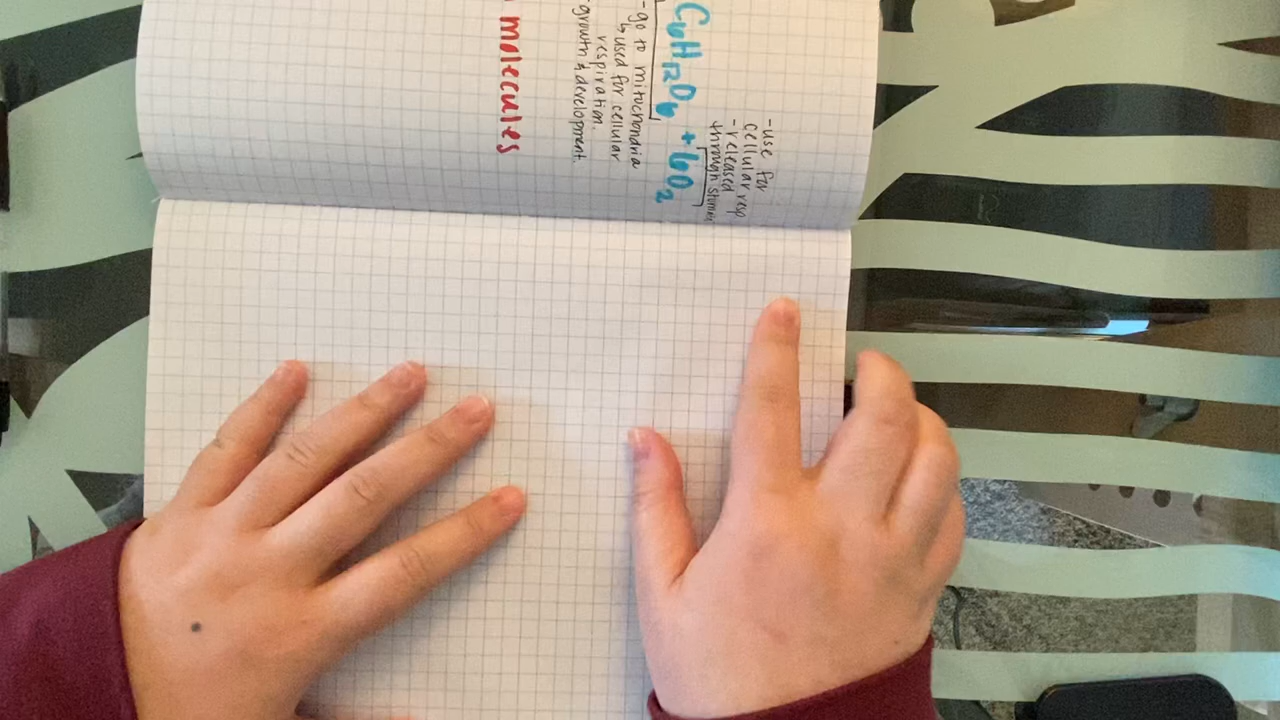 -use for
cellular resp
-released
through stomata
C6H12O6 + 6O2
-go to mitochondria
↳ used for cellular
respiration.
growth & development.
molecules